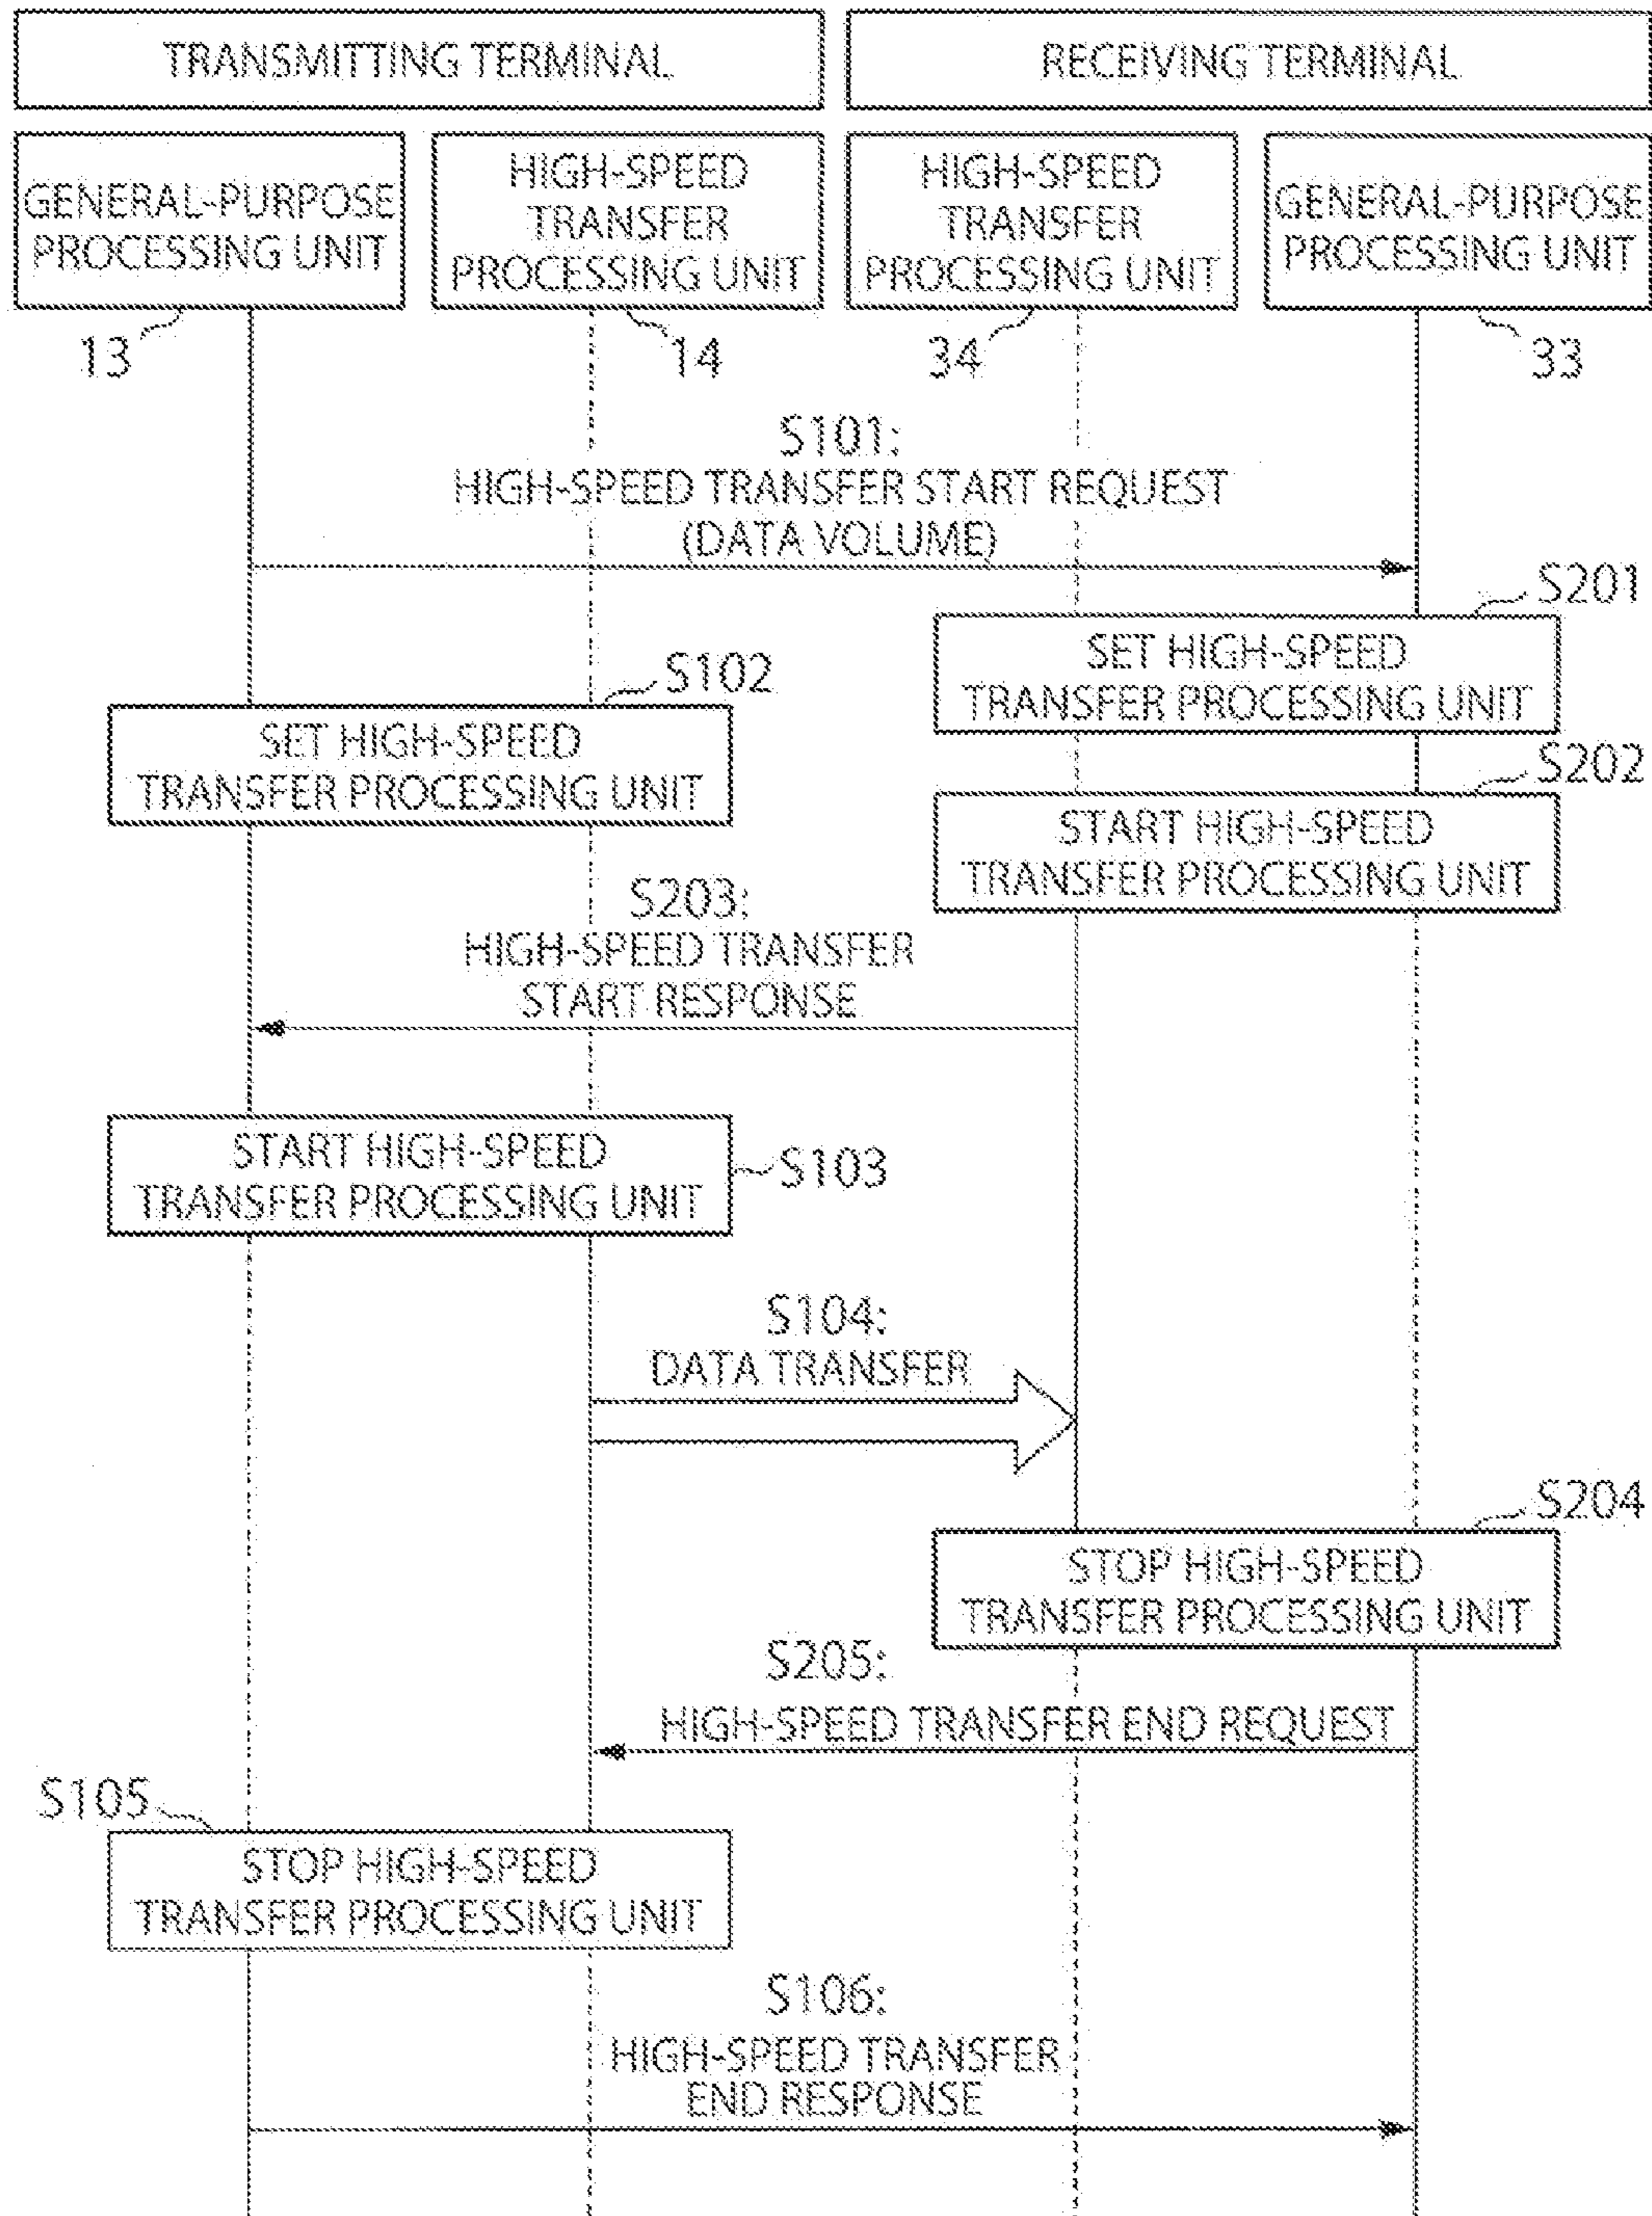 TRANSMITTING TERMINAL
RECEIVING TERMINAL
GENERAL-PURPOSE
PROCESSING UNIT
HIGH-SPEED
TRANSFER
PROCESSING UNIT
HIGH-SPEED
TRANSFER
PROCESSING UNIT
GENERAL-PURPOSE
PROCESSING UNIT
13
14
34
33
S101:
HIGH-SPEED TRANSFER START REQUEST
(DATA VOLUME)
S201
SET HIGH-SPEED
TRANSFER PROCESSING UNIT
S102
SET HIGH-SPEED
TRANSFER PROCESSING UNIT
S202
START HIGH-SPEED
TRANSFER PROCESSING UNIT
S203:
HIGH-SPEED TRANSFER
START RESPONSE
START HIGH-SPEED
TRANSFER PROCESSING UNIT
S103
S104:
DATA TRANSFER
S204
STOP HIGH-SPEED
TRANSFER PROCESSING UNIT
S205:
HIGH-SPEED TRANSFER END REQUEST
S105
STOP HIGH-SPEED
TRANSFER PROCESSING UNIT
S106:
HIGH-SPEED TRANSFER
END RESPONSE